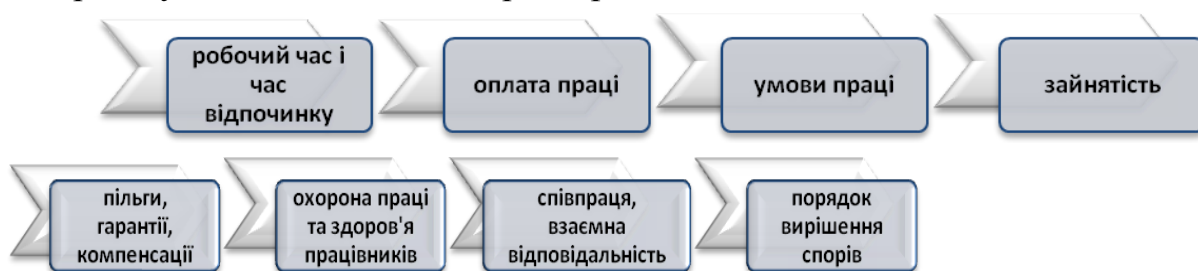 робочий час і
час
відпочинку
оплата праці
умови праці
зайнятість
пільги,
гарантії,
компенсації
охорона праці
та здоров'я
працівників
співпраця,
взаємна
відповідальність
порядок
вирішення
спорів